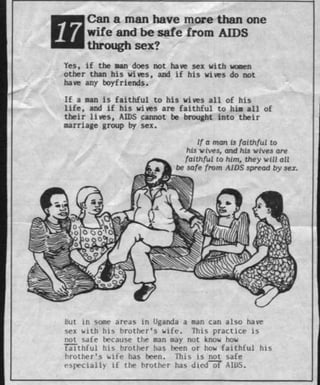 17 Can a man have more than one
wife and be safe from AIDS
through sex?
Yes, if the man does not have sex with women
other than his wives, and if his wives do not
have any boyfriends.
If a man is faithful to his wives all of his
life, and if his wives are faithful to him all of
their lives, AIDS cannot be brought into their
marriage group by sex.
If a man is faithful to
his wives, and his wives are
faithful to him, they will all
be safe from AIDS spread by sex.
But in some areas in Uganda a man can also have
sex with his brother's wife. This practice is
not safe because the man may not know how
faithful his brother has been or how faithful his
brother's wife has been. This is not safe
especially if the brother has died of AIDS.